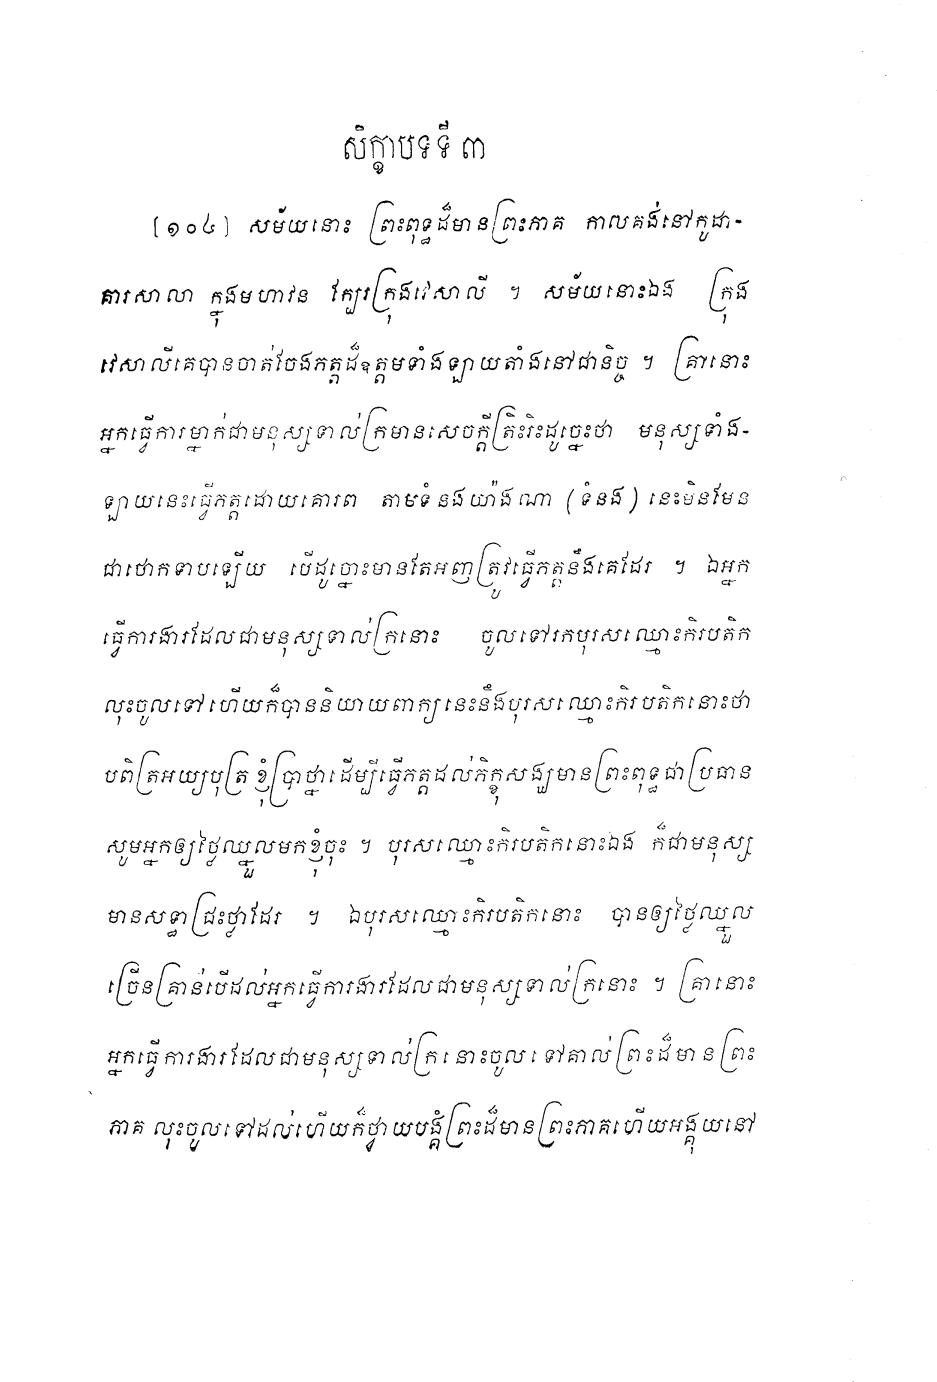 សិក្ខាបទទី ៣
[១០៤] សម័យនោះ ព្រះពុទ្ធដ៏មានព្រះភាគ កាលគង់នៅកូដា-
គារសាលា ក្នុងមហាវន ក្បែរក្រុងវេសាលី ។ សម័យនោះឯង ក្រុង
វេសាលីគេបានចាត់ចែងភត្តដ៏ឧត្តមទាំងឡាយតាំងនៅជានិច្ច ។ គ្រានោះ
អ្នកធ្វើការម្នាក់ជាមនុស្សទាល់ក្រមានសេចក្តីត្រិះរិះដូច្នេះថា មនុស្សទាំង-
ឡាយនេះធ្វើភត្តដោយគោរព តាមទំនងយ៉ាងណា (ទំនង) នេះមិនមែន
ជាថោកទាបឡើយ បើដូច្នោះមានតែអញត្រូវធ្វើភត្តនឹងគេដែរ ។ ឯអ្នក
ធ្វើការងារដែលជាមនុស្សទាល់ក្រនោះ ចូលទៅរកបុរសឈ្មោះកិរបតិក
លុះចូលទៅហើយក៏បាននិយាយពាក្យនេះនឹងបុរសឈ្មោះកិរបតិកនោះថា
បពិត្រអយ្យបុត្រ ខ្ញុំប្រាថ្នាដើម្បីធ្វើភត្តដល់ភិក្ខុសង្ឃមានព្រះពុទ្ធជាប្រធាន
សូមអ្នកឲ្យថ្លៃឈ្នួលមកខ្ញុំចុះ ។ បុរសឈ្មោះកិរបតិកនោះឯង ក៏ជាមនុស្ស
មានសទ្ធាជ្រះថ្លាដែរ ។ ឯបុរសឈ្មោះកិរបតិកនោះ បានឲ្យថ្លៃឈ្នួល
ច្រើនគ្រាន់បើដល់អ្នកធ្វើការងារដែលជាមនុស្សទាល់ក្រនោះ ។ គ្រានោះ
អ្នកធ្វើការងារដែលជាមនុស្សទាល់ក្រនោះចូលទៅគាល់ព្រះដ៏មានព្រះ
ភាគ លុះចូលទៅដល់ហើយក៏ថ្វាយបង្គំព្រះដ៏មានព្រះភាគហើយអង្គុយនៅ